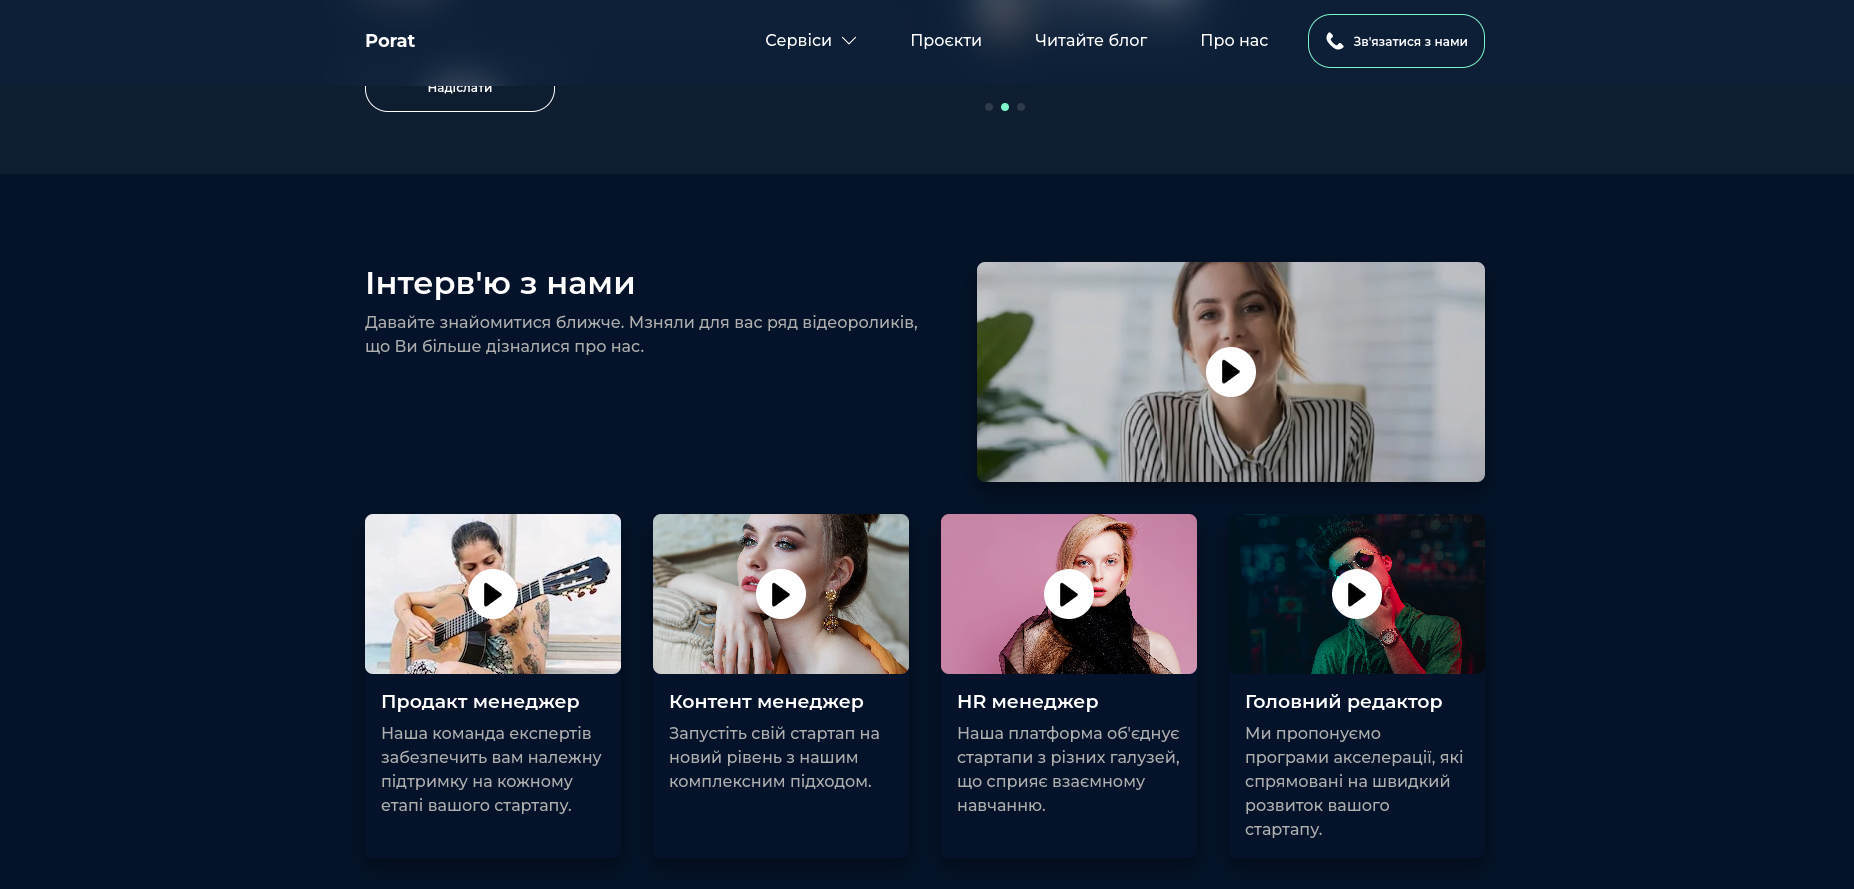 Porat
Сервіси
Проєкти
Читайте блог
Про нас
Зв'язатися з нами
Надіслати
Інтерв'ю з нами
Давайте знайомитися ближче. Мзняли для вас ряд відеороликів,
що Ви більше дізналися про нас.
Продакт менеджер
Наша команда експертів
забезпечить вам належну
підтримку на кожному
етапі вашого стартапу.
Контент менеджер
Запустіть свій стартап на
новий рівень з нашим
комплексним підходом.
HR менеджер
Наша платформа об'єднує
стартапи з різних галузей,
що сприяє взаємному
навчанню.
Головний редактор
Ми пропонуємо
програми акселерації, які
спрямовані на швидкий
розвиток вашого
стартапу.